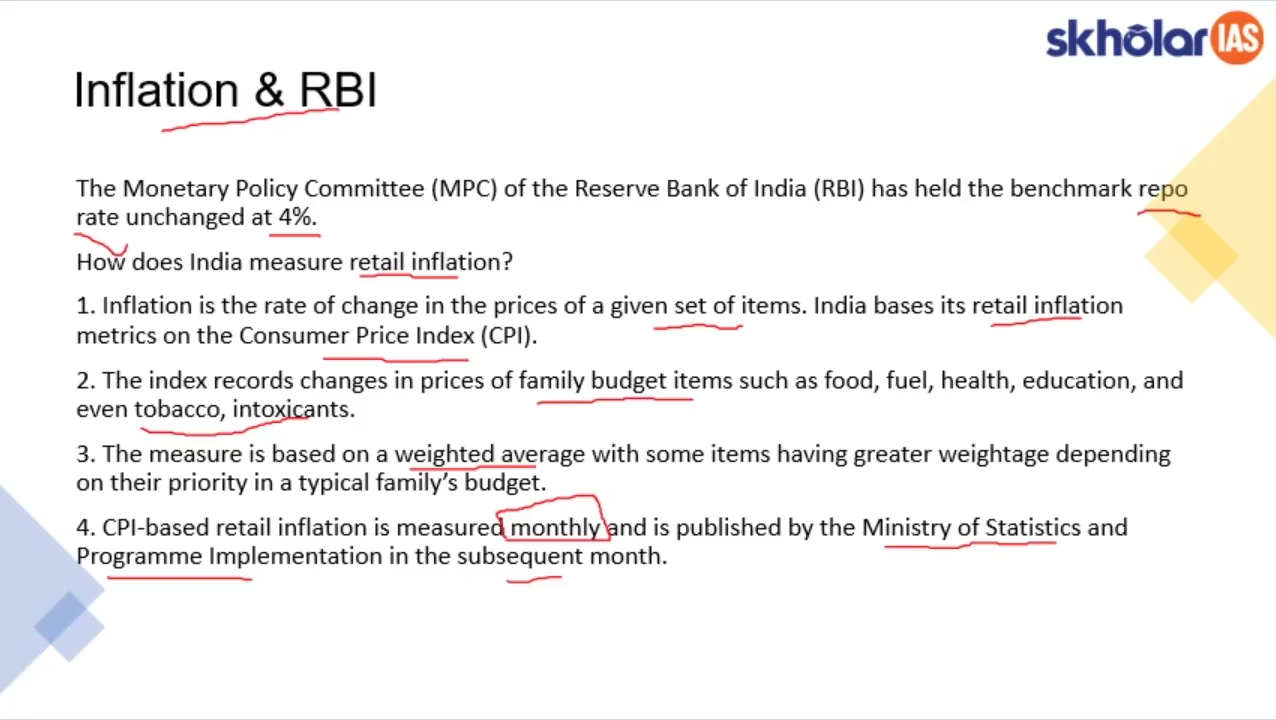 skholar IAS
Inflation & RBI
The Monetary Policy Committee (MPC) of the Reserve Bank of India (RBI) has held the benchmark repo
rate unchanged at 4%.
How does India measure retail inflation?
1. Inflation is the rate of change in the prices of a given set of items. India bases its retail inflation
metrics on the Consumer Price Index (CPI).
2. The index records changes in prices of family budget items such as food, fuel, health, education, and
even tobacco, intoxicants.
3. The measure is based on a weighted average with some items having greater weightage depending
on their priority in a typical family’s budget.
4. CPI-based retail inflation is measured monthly and is published by the Ministry of Statistics and
Programme Implementation in the subsequent month.